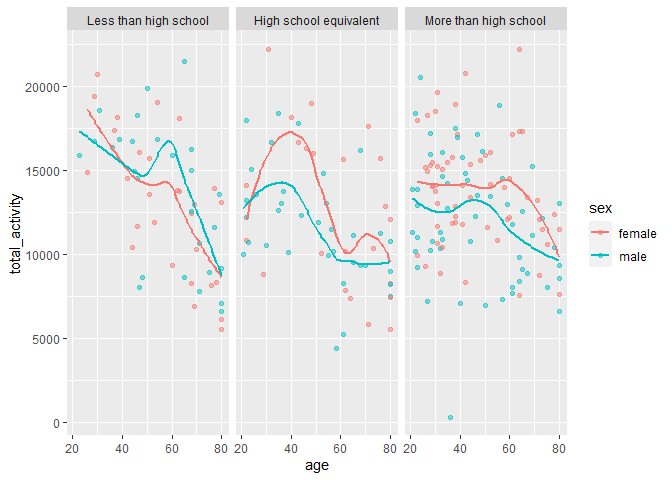 Less than high school
High school equivalent
More than high school
20000
15000
10000
5000
0
total_activity
20 40 60 80
20 40 60 80
20 40 60 80
age
sex
female
male